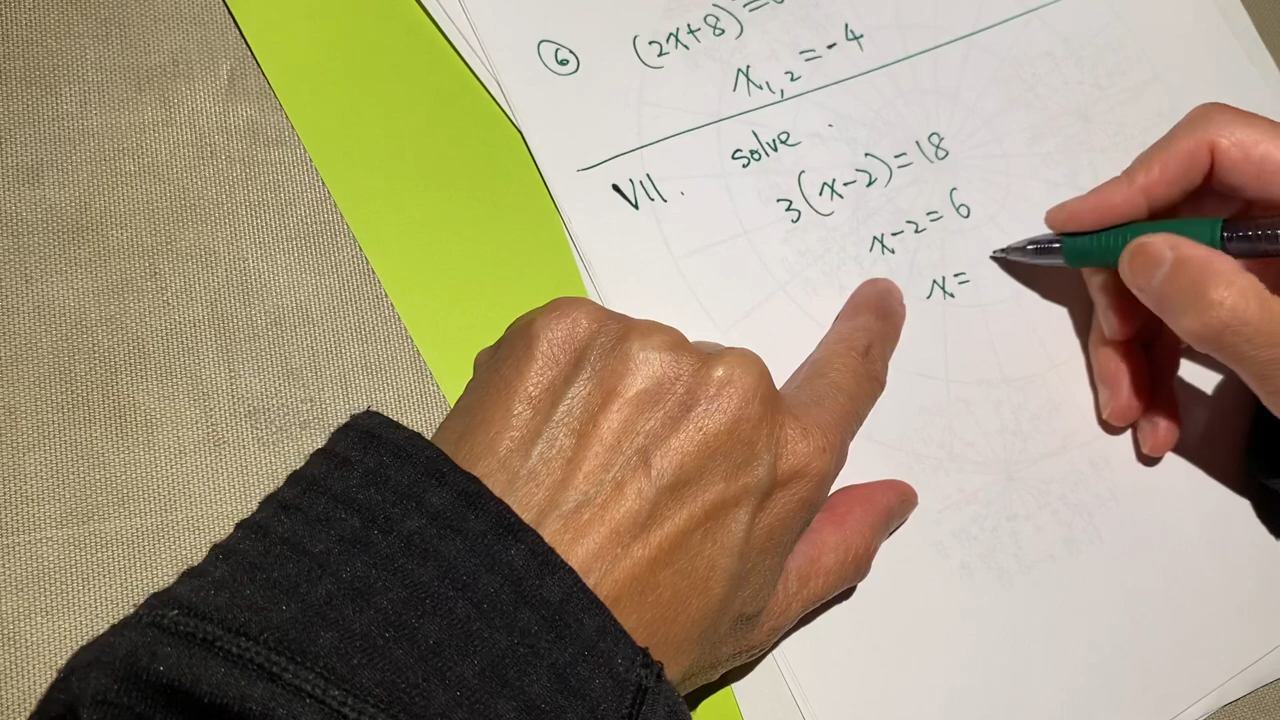 ⑥ (2x+8)=
x₁,₂=-4
VII. solve
3(x-2)=18
x-2=6
x=